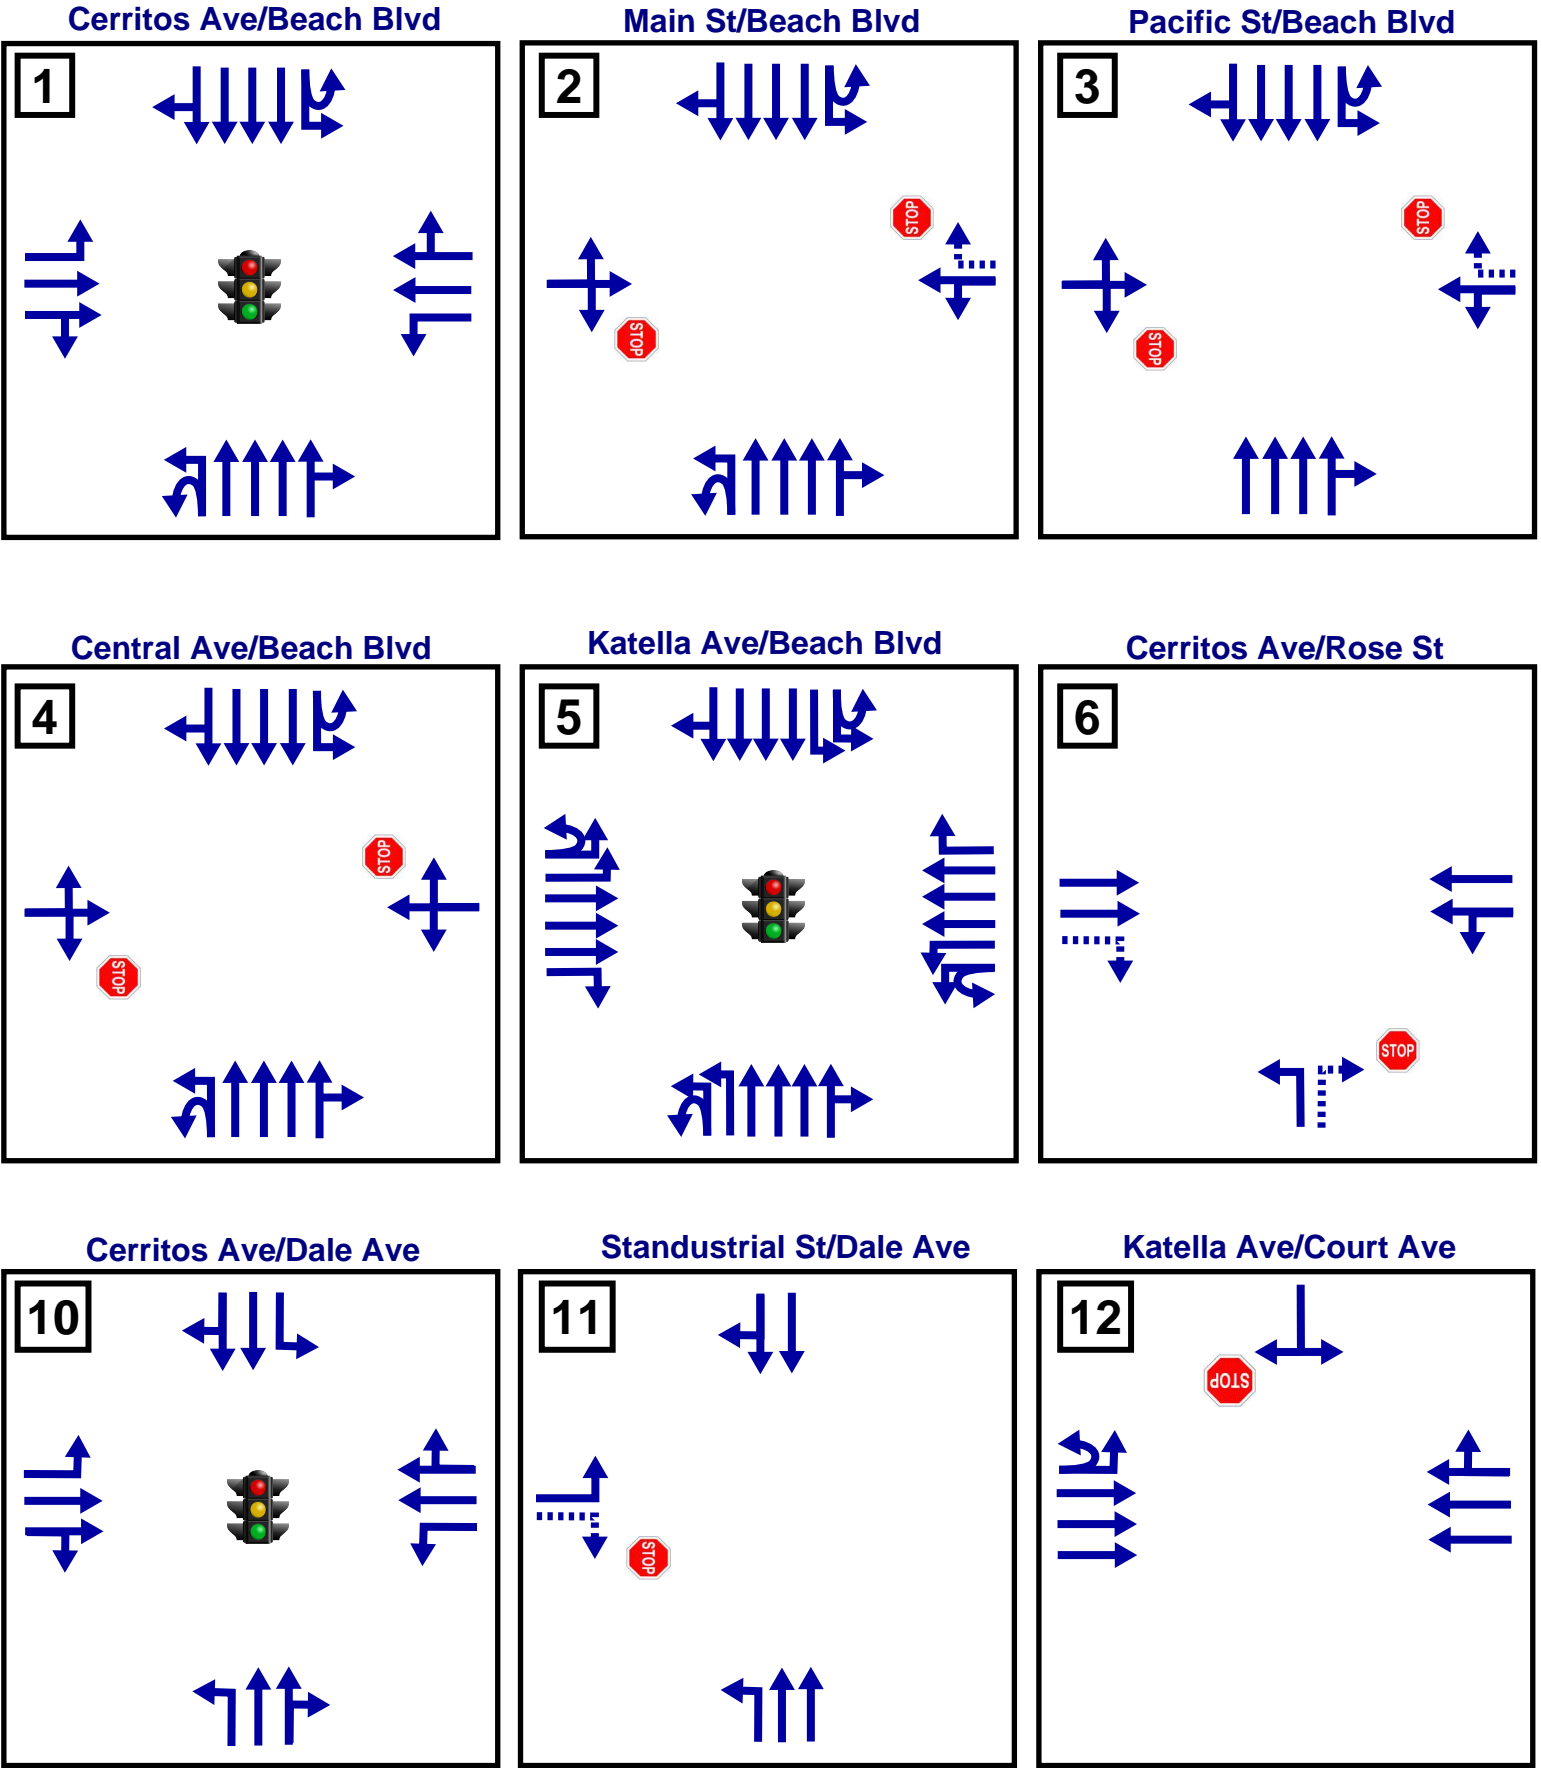 Cerritos Ave/Beach Blvd
Main St/Beach Blvd
Pacific St/Beach Blvd
1
2
3
STOP
STOP
STOP
STOP
Central Ave/Beach Blvd
Katella Ave/Beach Blvd
Cerritos Ave/Rose St
4
5
6
STOP
STOP
STOP
Cerritos Ave/Dale Ave
Standustrial St/Dale Ave
Katella Ave/Court Ave
10
11
12
STOP
STOP